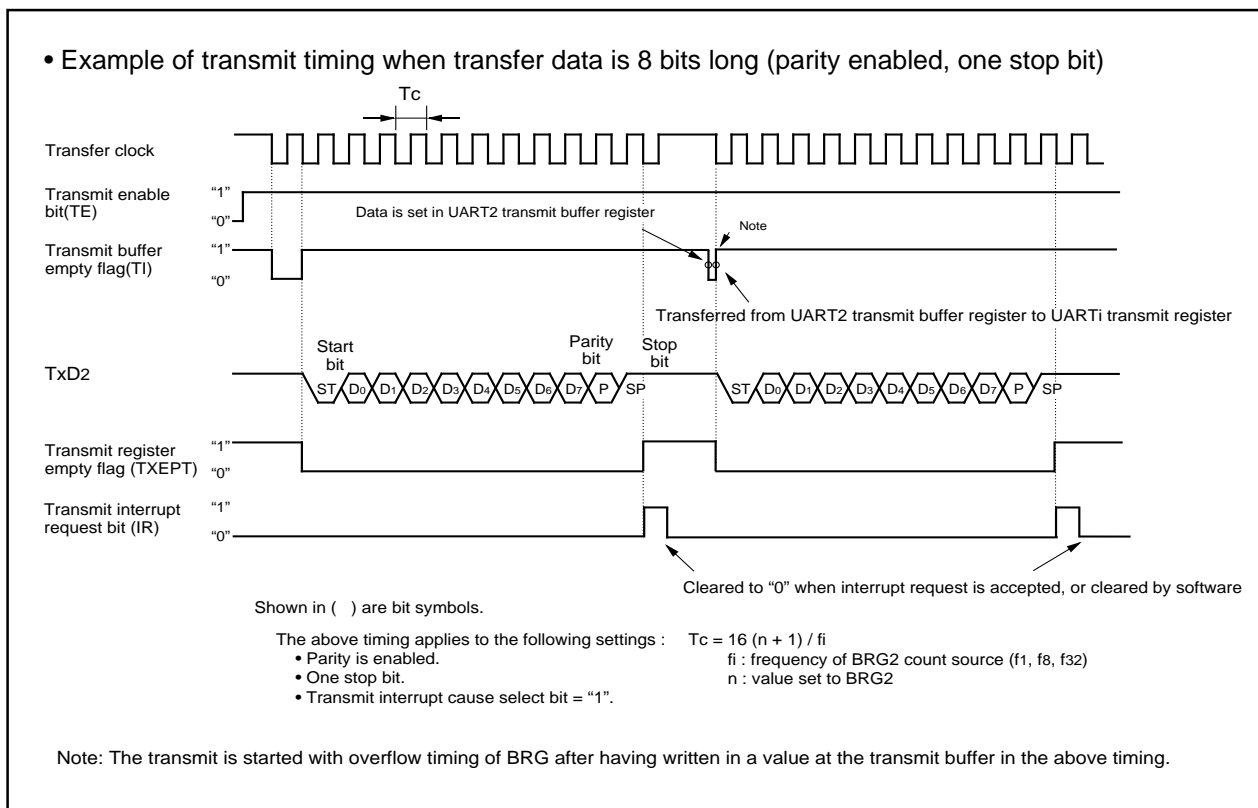 • Example of transmit timing when transfer data is 8 bits long (parity enabled, one stop bit)
Tc
Transfer clock
Transmit enable
bit(TE)
“1”
“0”
Data is set in UART2 transmit buffer register
Note
Transmit buffer
empty flag(TI)
“1”
“0”
Transferred from UART2 transmit buffer register to UARTi transmit register
Start
bit
Parity
bit
Stop
bit
TxD2
ST D0 D1 D2 D3 D4 D5 D6 D7 P SP
ST D0 D1 D2 D3 D4 D5 D6 D7 P SP
Transmit register
empty flag (TXEPT)
“1”
“0”
Transmit interrupt
request bit (IR)
“1”
“0”
Cleared to “0” when interrupt request is accepted, or cleared by software
Shown in ( ) are bit symbols.
The above timing applies to the following settings :
• Parity is enabled.
• One stop bit.
• Transmit interrupt cause select bit = “1”.
Tc = 16 (n + 1) / fi
fi : frequency of BRG2 count source (f1, f8, f32)
n : value set to BRG2
Note: The transmit is started with overflow timing of BRG after having written in a value at the transmit buffer in the above timing.